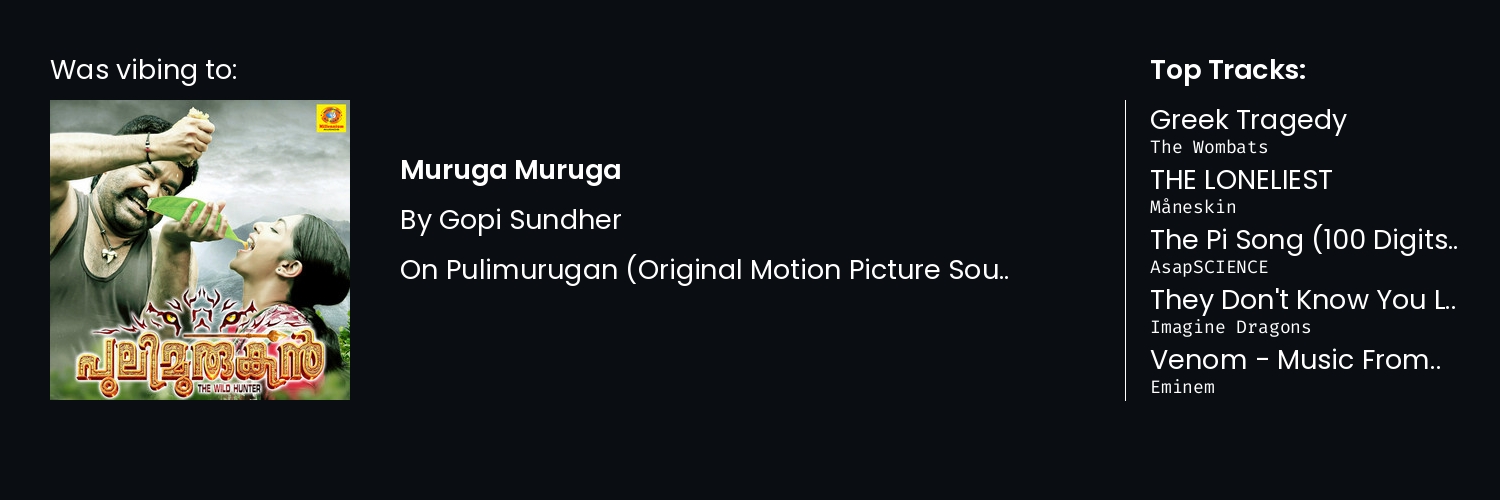 Was vibing to:
പുലിമുരുകൻ
THE WILD HUNTER
Muruga Muruga
By Gopi Sundher
On Pulimurugan (Original Motion Picture Sou..
Top Tracks:
Greek Tragedy
The Wombats
THE LONELIEST
Måneskin
The Pi Song (100 Digits..
AsapSCIENCE
They Don't Know You L..
Imagine Dragons
Venom - Music From..
Eminem